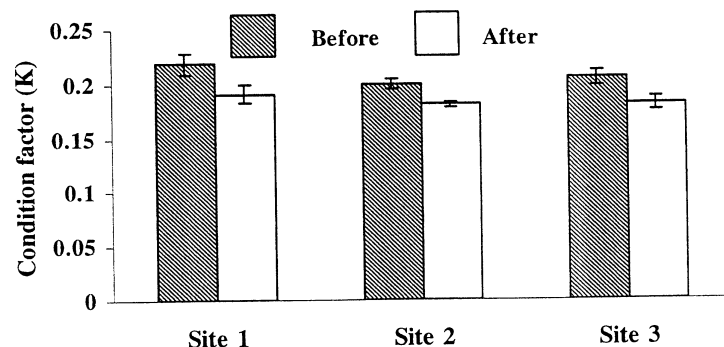 0.25
Before
After
0.2
0.15
0.1
0.05
0
Condition factor (K)
Site 1
Site 2
Site 3